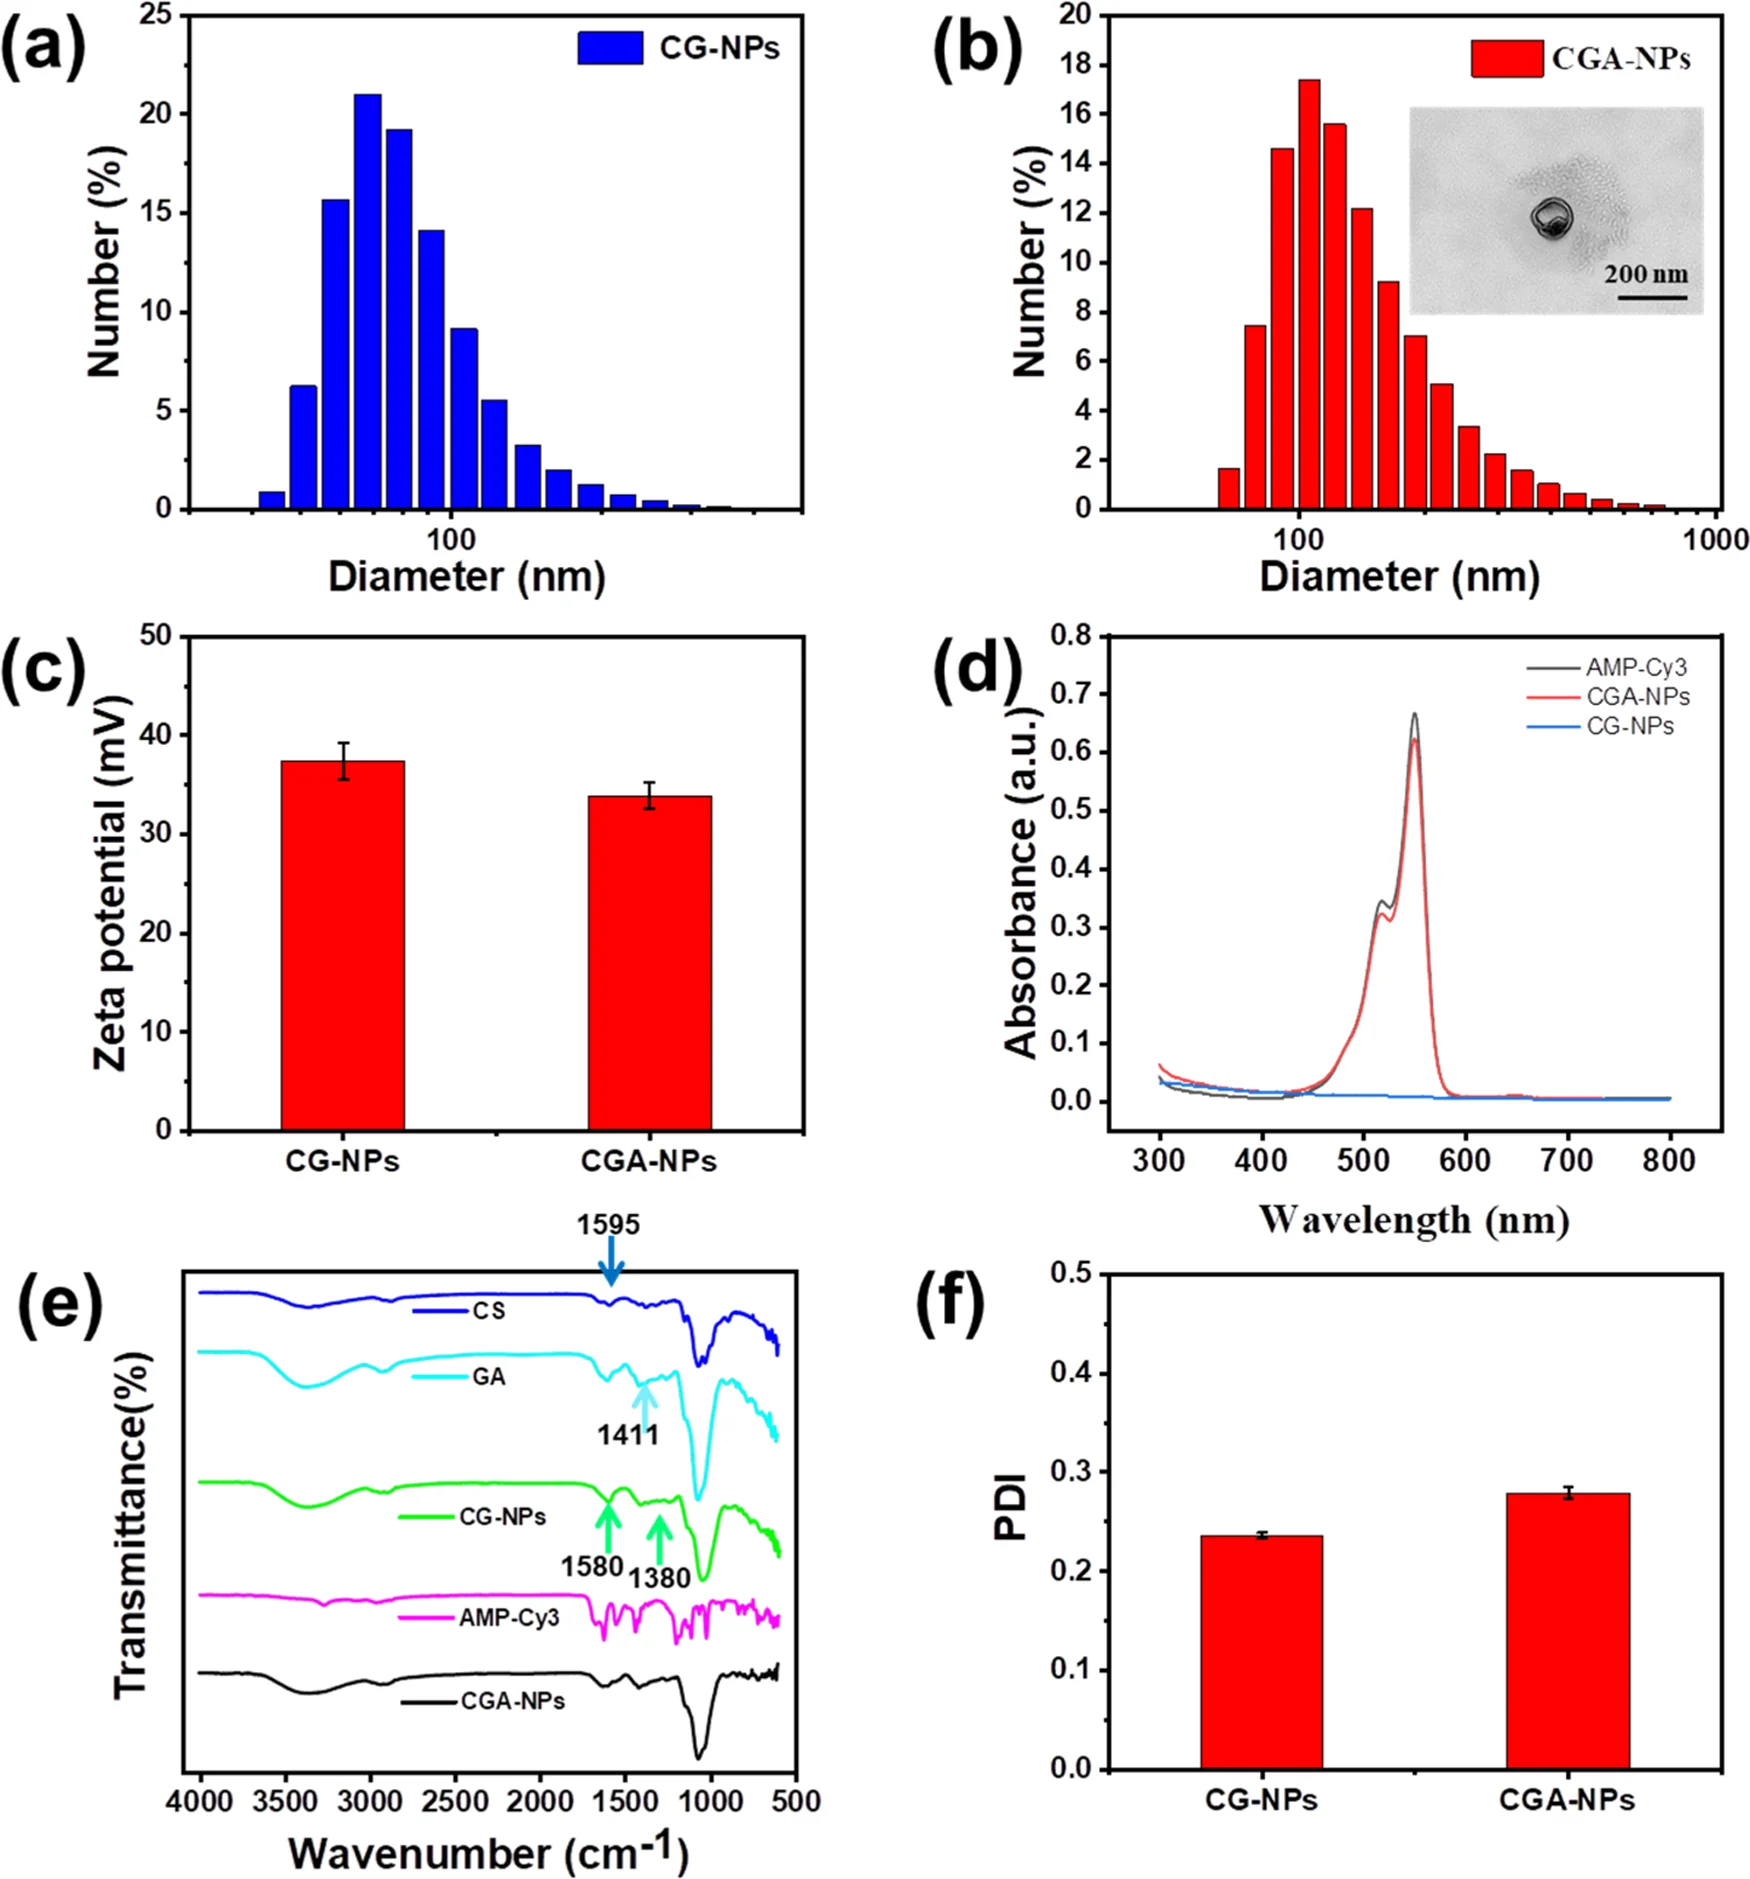 (a)
25
20
15
10
5
0
Number (%)
CG-NPs
100
Diameter (nm)
(b)
20
18
16
14
12
10
8
6
4
2
0
Number (%)
CGA-NPs
200 nm
100
1000
Diameter (nm)
(c)
50
40
30
20
10
0
Zeta potential (mV)
CG-NPs
CGA-NPs
(d)
0.8
0.7
0.6
0.5
0.4
0.3
0.2
0.1
0.0
Absorbance (a.u.)
AMP-Cy3
CGA-NPs
CG-NPs
300 400 500 600 700 800
Wavelength (nm)
(e)
1595
Transmittance(%)
CS
GA
1411
CG-NPs
1580
1380
AMP-Cy3
CGA-NPs
4000 3500 3000 2500 2000 1500 1000 500
Wavenumber (cm-1)
(f)
0.5
0.4
0.3
0.2
0.1
0.0
PDI
CG-NPs
CGA-NPs